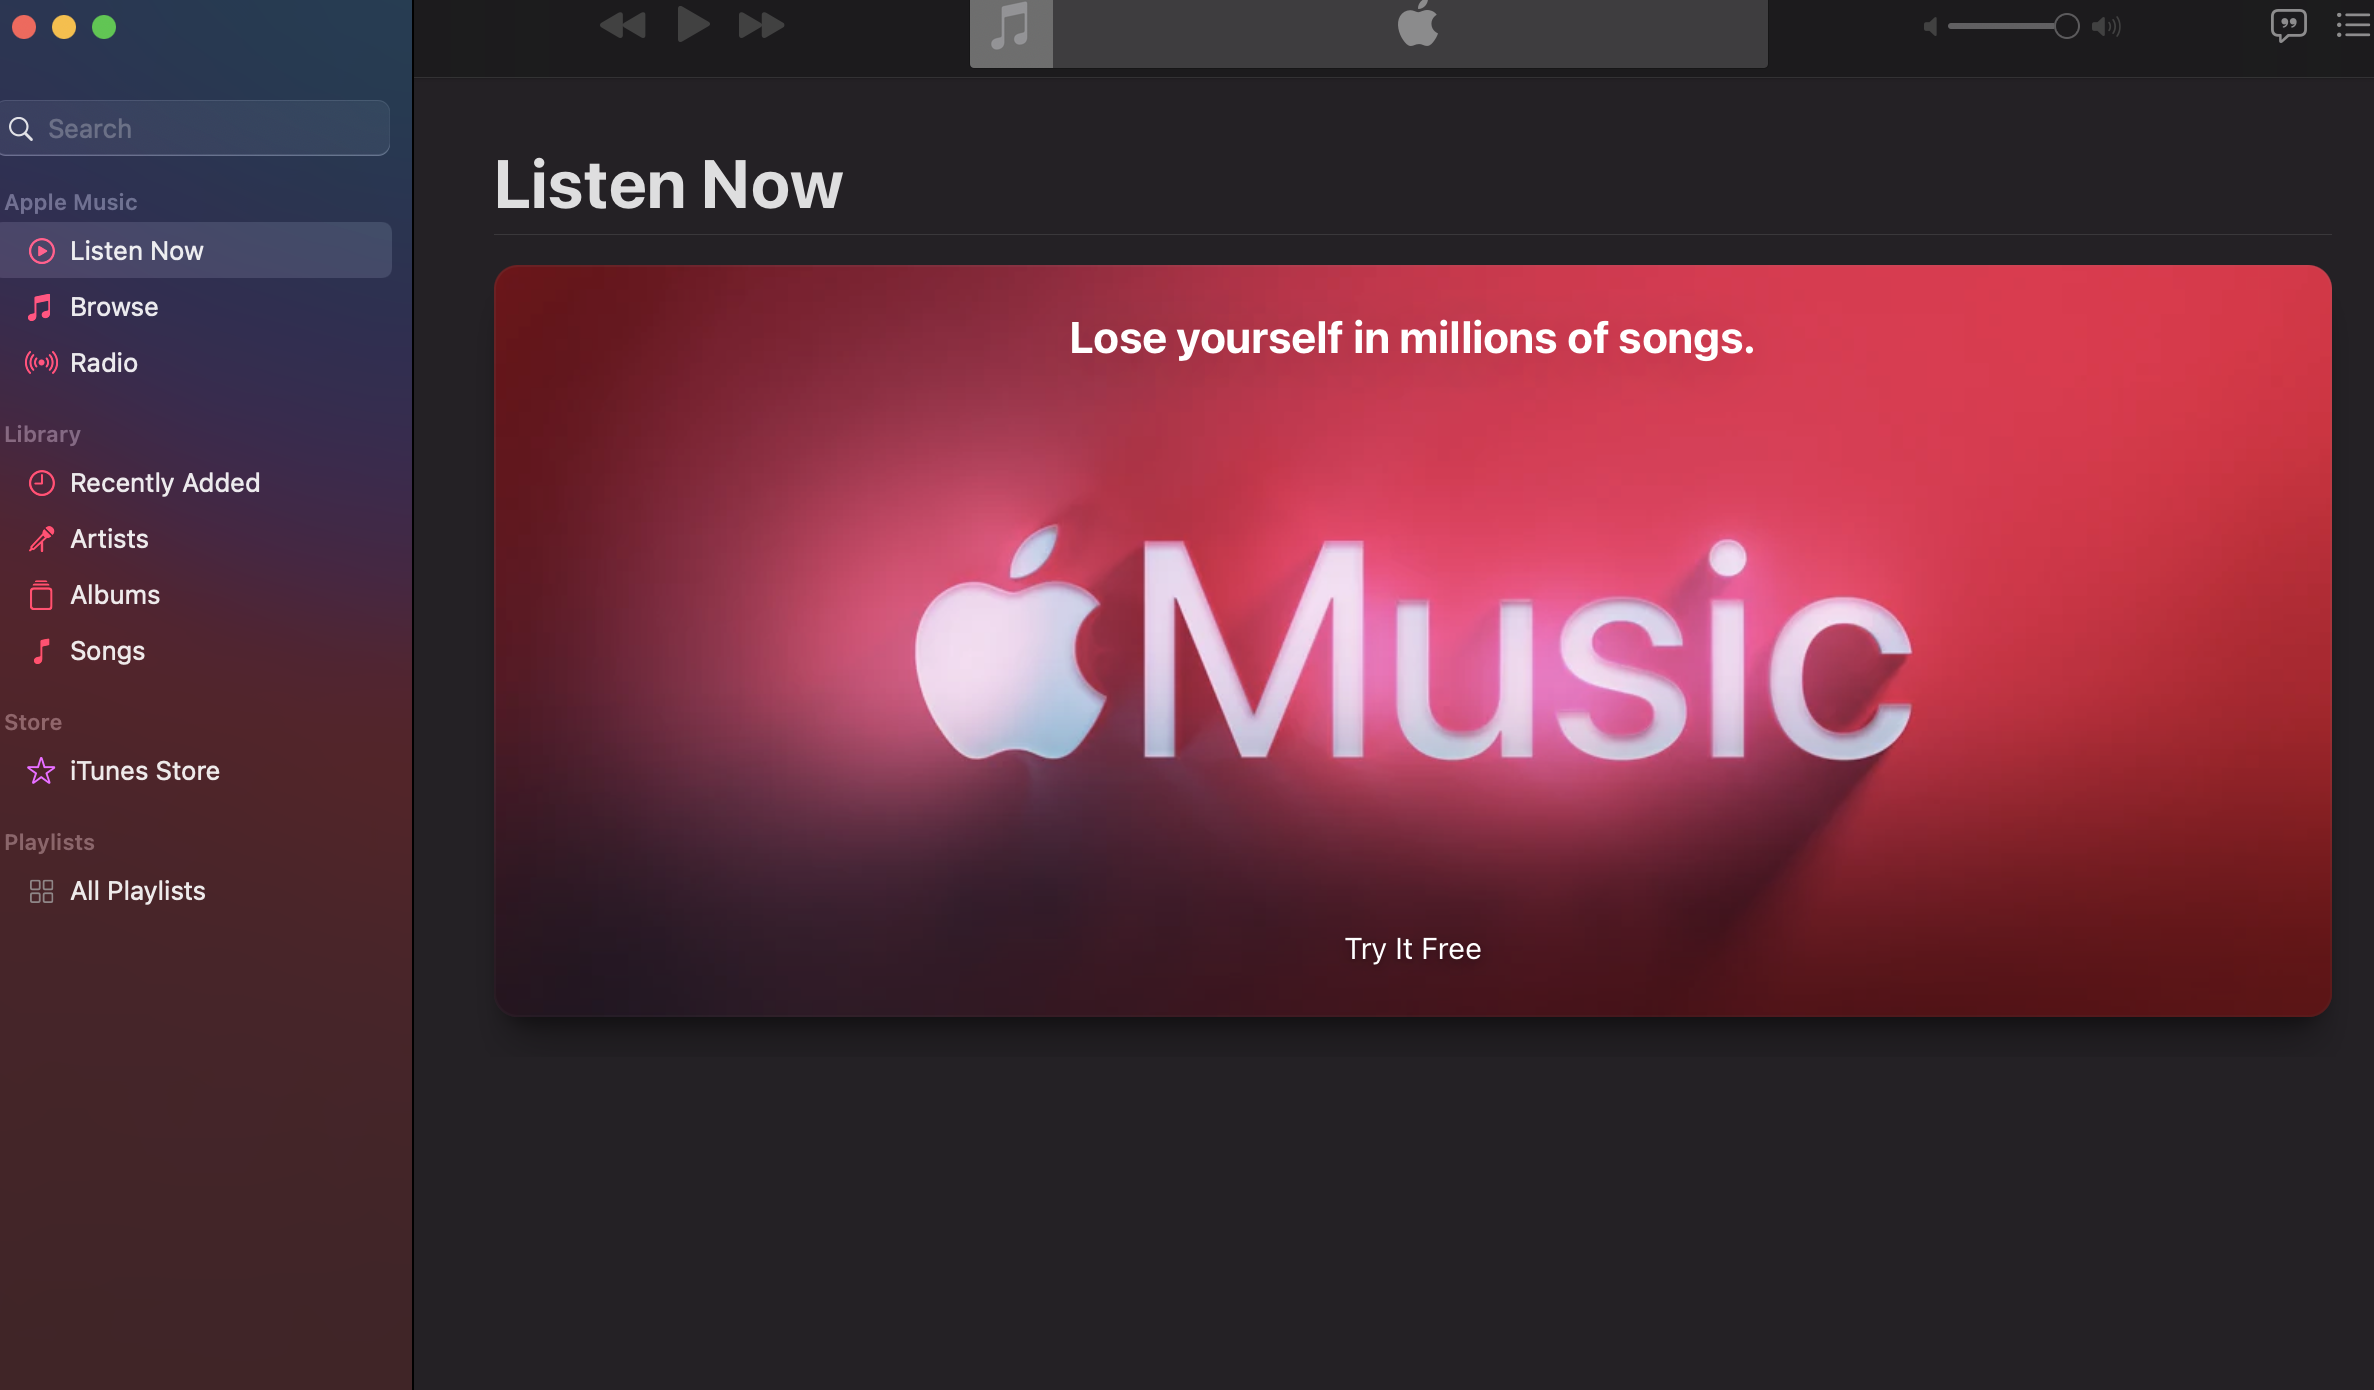 Search
Apple Music
Listen Now
Browse
Radio
Library
Recently Added
Artists
Albums
Songs
Store
iTunes Store
Playlists
All Playlists
Listen Now
Lose yourself in millions of songs.
Music
Try It Free